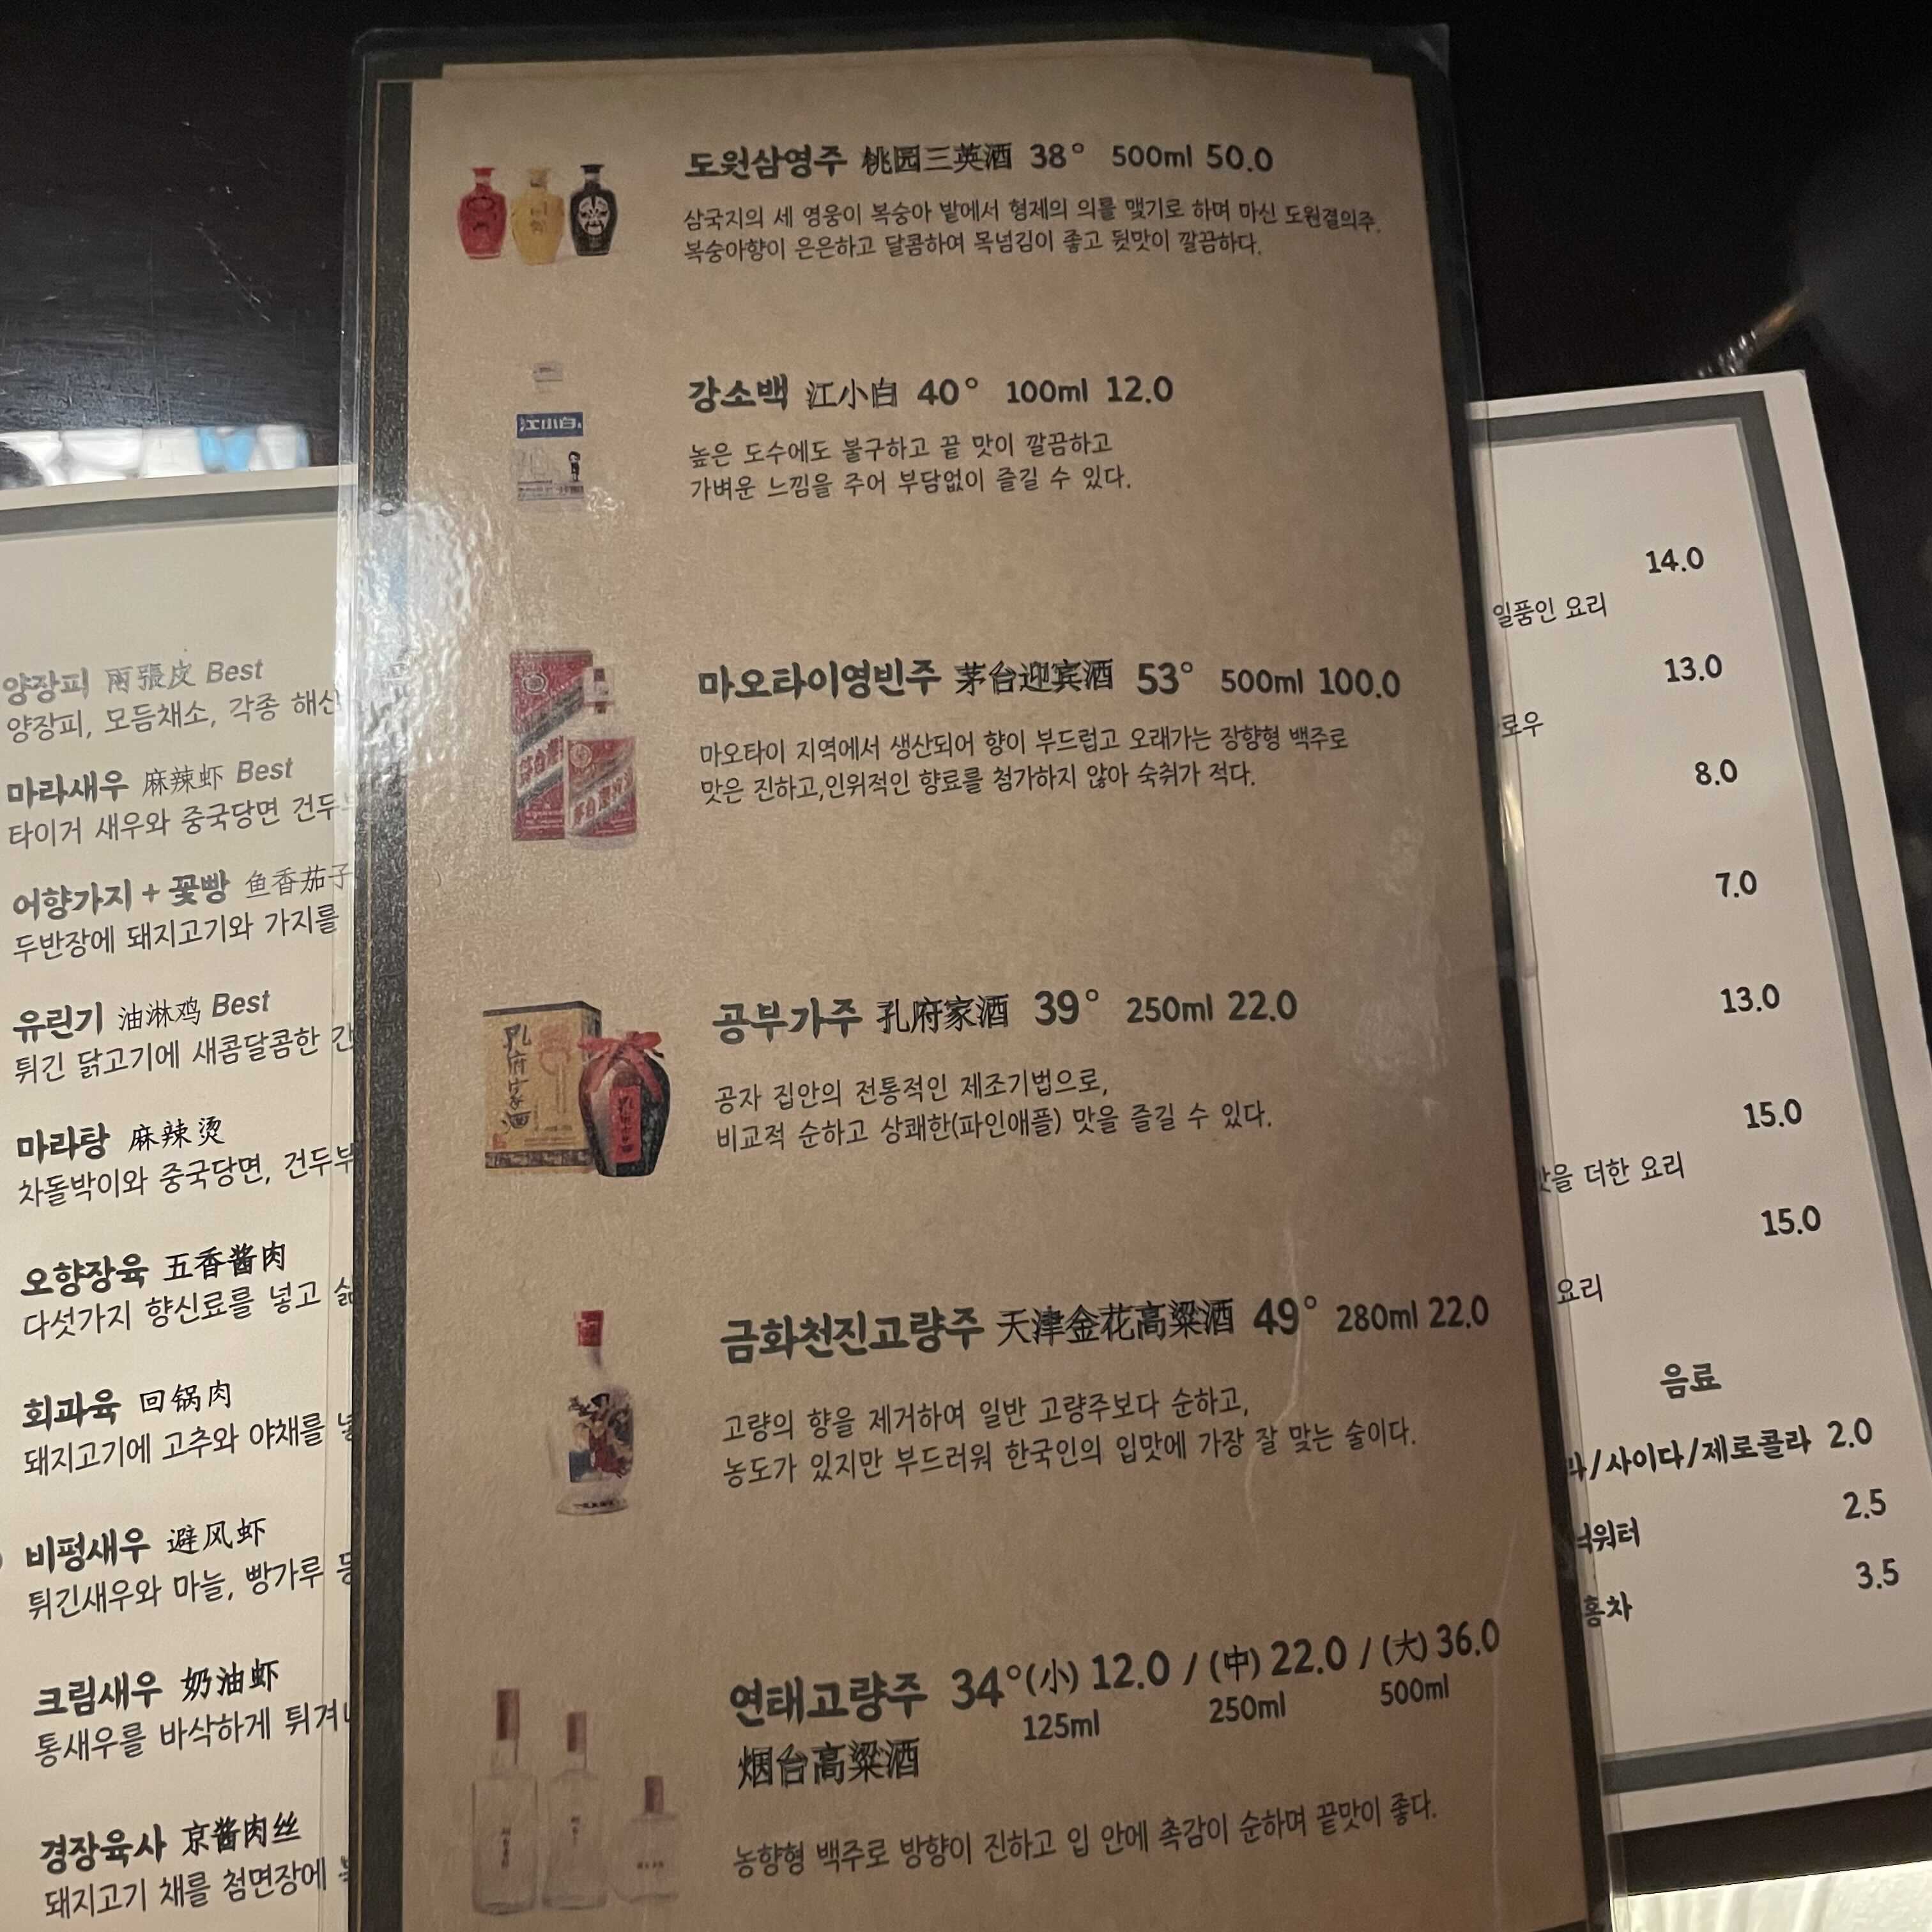 도원삼영주 桃园三英酒 38° 500ml 50.0
삼국지의 세 영웅이 복숭아 밭에서 형제의 의를 맺기로 하며 마신 도원결의주.
복숭아향이 은은하고 달콤하여 목넘김이 좋고 뒷맛이 깔끔하다.
江小白.
강소백 江小白 40° 100ml 12.0
높은 도수에도 불구하고 끝 맛이 깔끔하고
가벼운 느낌을 주어 부담없이 즐길 수 있다.
마오타이영빈주 茅台迎宾酒 53° 500ml 100.0
마오타이 지역에서 생산되어 향이 부드럽고 오래가는 장향형 백주로
맛은 진하고,인위적인 향료를 첨가하지 않아 숙취가 적다.
孔府家酒
공부가주 孔府家酒 39° 250ml 22.0
공자 집안의 전통적인 제조기법으로,
비교적 순하고 상쾌한(파인애플) 맛을 즐길 수 있다.
금화천진고량주 天津金花高粱酒 49° 280ml 22.0
고량의 향을 제거하여 일반 고량주보다 순하고,
농도가 있지만 부드러워 한국인의 입맛에 가장 잘 맞는 술이다.
연태고량주 34°(小) 12.0 / (中) 22.0 / (大) 36.0
125ml 250ml 500ml
烟台高粱酒
농향형 백주로 방향이 진하고 입 안에 촉감이 순하며 끝맛이 좋다.
양장피 兩張皮 Best
양장피, 모듬채소, 각종 해산
마라새우 麻辣虾 Best
타이거 새우와 중국당면 건두
어향가지 + 꽃빵 鱼香茄子
두반장에 돼지고기와 가지를
유린기 油淋鸡 Best
튀긴 닭고기에 새콤달콤한 간
마라탕 麻辣烫
차돌박이와 중국당면, 건두부
오향장육 五香酱肉
다섯가지 향신료를 넣고 삶
회과육 回锅肉
돼지고기에 고추와 야채를
비펑새우 避风虾
튀긴새우와 마늘, 빵가루 등
크림새우 奶油虾
통새우를 바삭하게 튀겨
경장육사 京酱肉丝
돼지고기 채를 첨면장에
14.0
일품인 요리
13.0
로우
8.0
7.0
13.0
15.0
맛을 더한 요리
15.0
요리
음료
라/사이다/제로콜라 2.0
닉워터 2.5
홍차 3.5